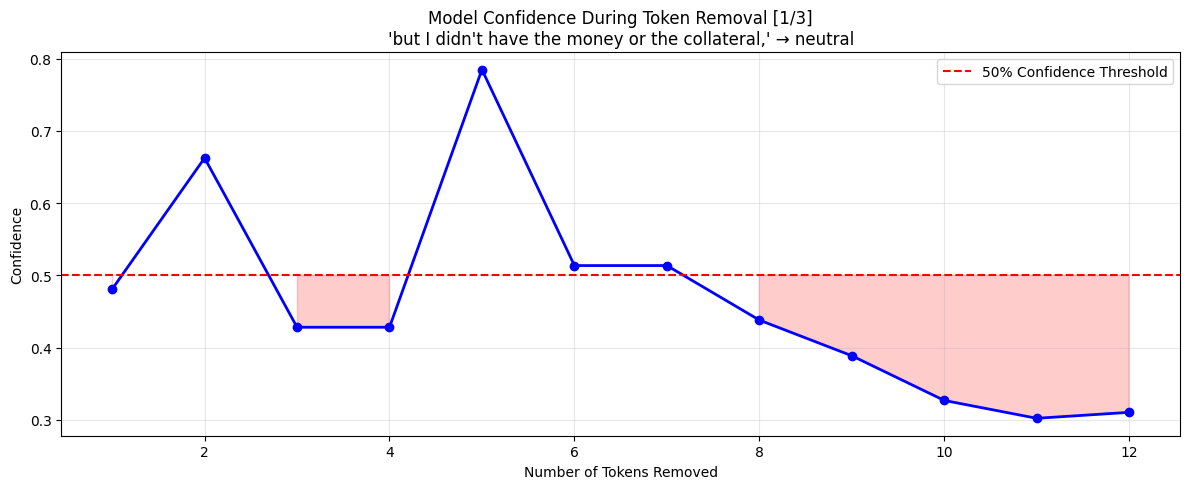 Model Confidence During Token Removal [1/3]
'but I didn't have the money or the collateral,' → neutral
50% Confidence Threshold
Confidence
0.8
0.7
0.6
0.5
0.4
0.3
2 4 6 8 10 12
Number of Tokens Removed